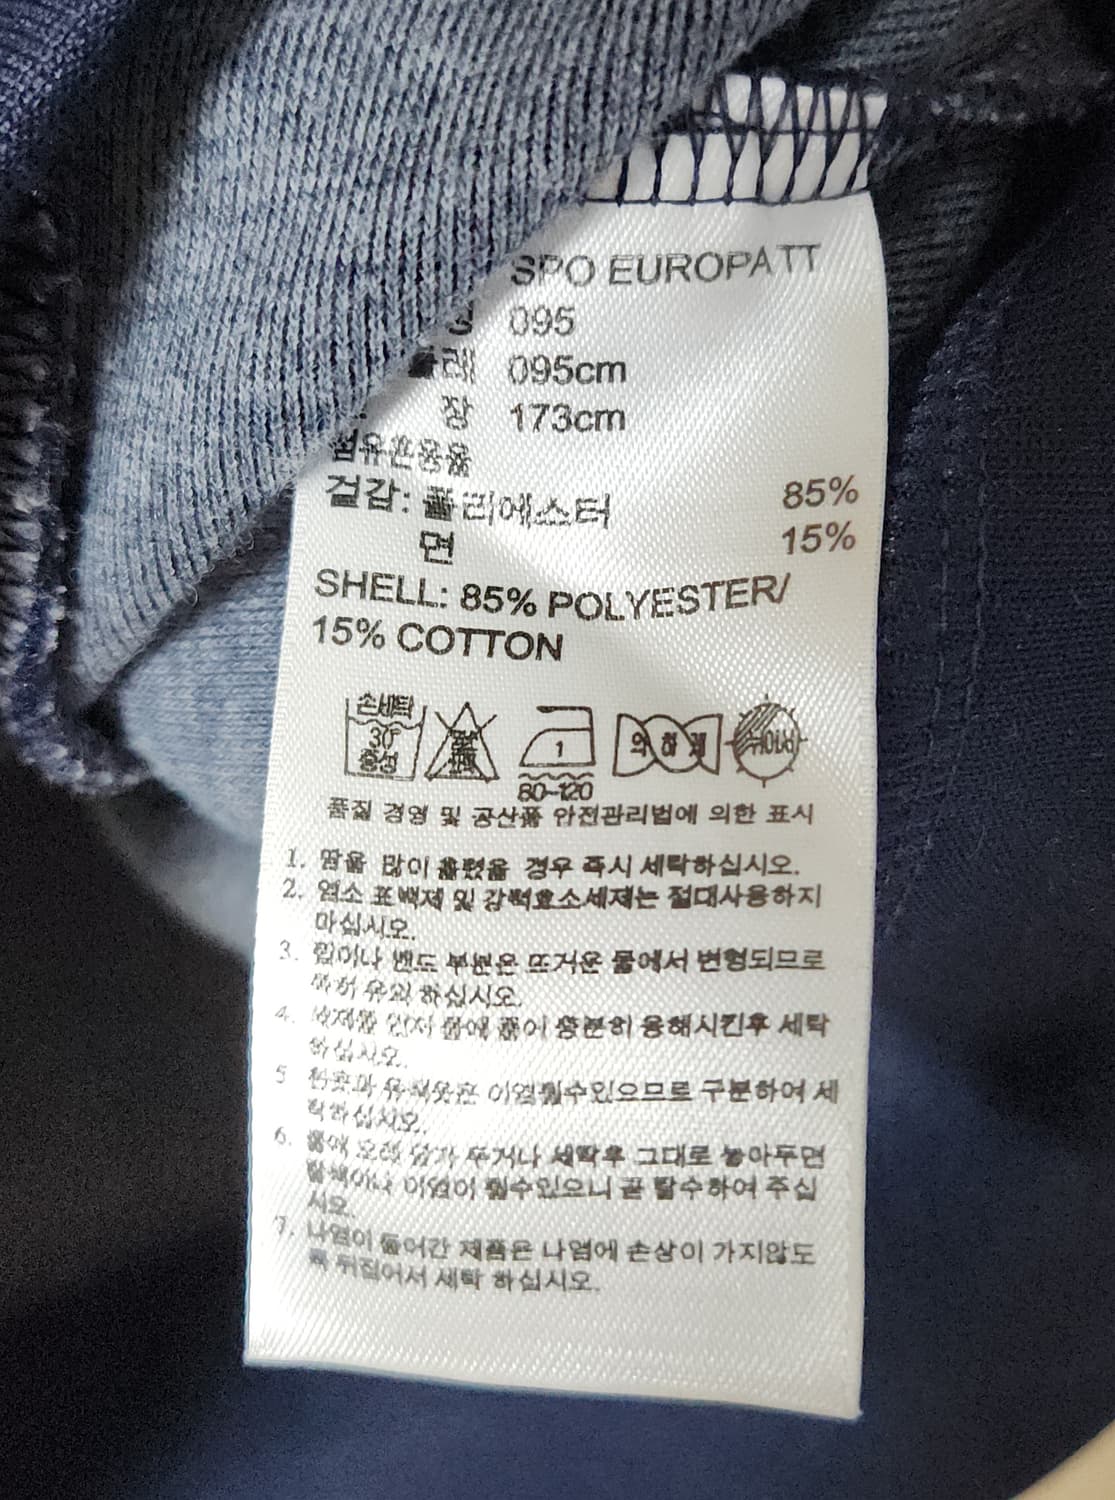 SPO EUROPA TT
095
095cm
장 173cm
섬유혼용율
겉감: 폴리에스터 85%
면 15%
SHELL: 85% POLYESTER/
15% COTTON
손세탁
30°
중성
1
80~120
약 하 게
뉘어서
품질 경영 및 공산품 안전관리법에 의한 표시
1. 땀을 많이 흘렸을 경우 즉시 세탁하십시오.
2. 염소 표백제 및 강력효소세제는 절대사용하지
마십시오.
3. 립이나 밴드 부분은 뜨거운 물에서 변형되므로
특히 유의 하십시오.
4. 세제를 먼저 물에 풀어 충분히 용해시킨후 세탁
하십시오.
5 흰옷과 유색옷은 이염될수있으므로 구분하여 세
탁하십시오.
6. 물에 오래 담가 두거나 세탁후 그대로 놓아두면
탈색이나 이염이 될수있으니 곧 탈수하여 주십
시오.
7. 나염이 들어간 제품은 나염에 손상이 가지않도
록 뒤집어서 세탁 하십시오.